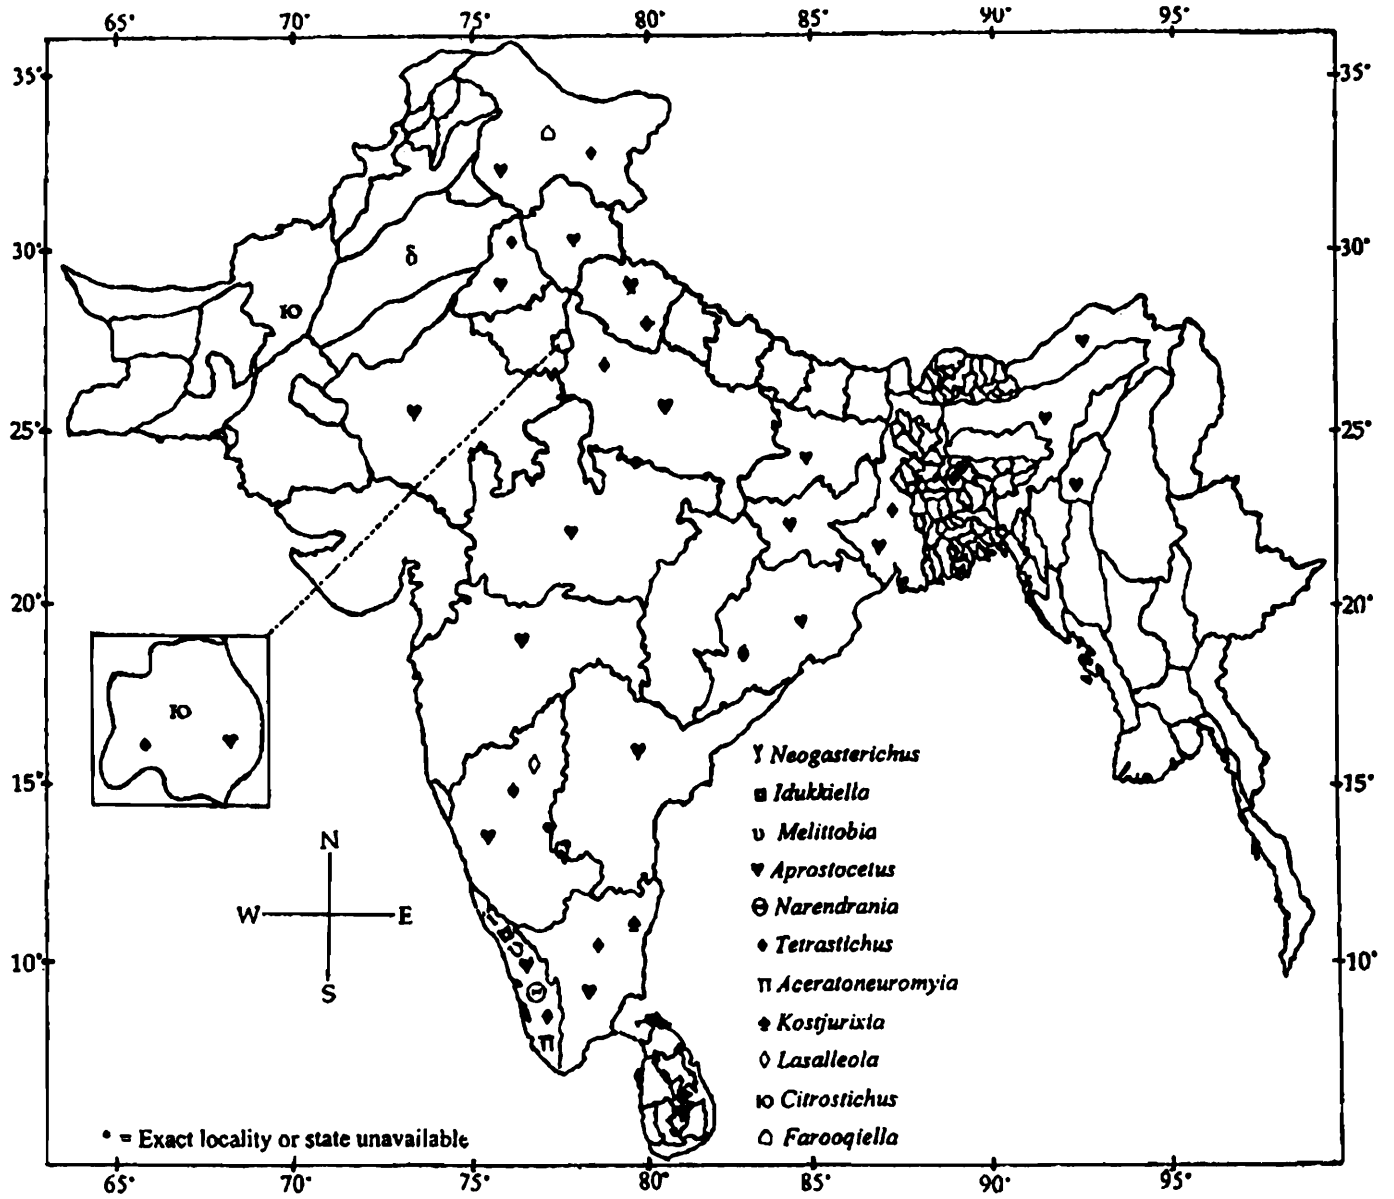 65° 70° 75° 80° 85° 90° 95°
35° 35°
30° 30°
25° 25°
20° 20°
15° 15°
10° 10°
δ
ю
ю
N
W E
S
Neogasterichus
Idukkiella
υ Melittobia
♥ Aprostocetus
Θ Narendrania
♦ Tetrastichus
π Aceratoneuromyia
♠ Kostjurixia
◊ Lasalleola
ю Citrostichus
Farooqiella
* = Exact locality or state unavailable
65° 70° 75° 80° 85° 90° 95°